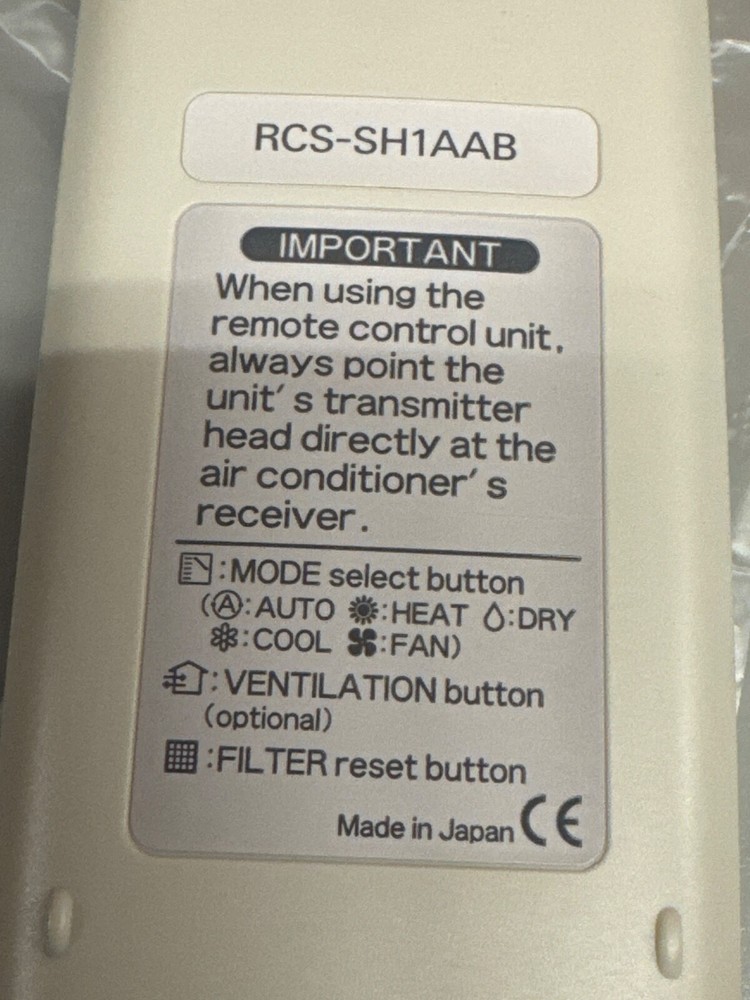 RCS-SH1AAB
IMPORTANT
When using the
remote control unit,
always point the
unit's transmitter
head directly at the
air conditioner's
receiver.
:MODE select button
(Ⓐ:AUTO :HEAT :DRY
:COOL :FAN)
:VENTILATION button
(optional)
:FILTER reset button
Made in Japan CE